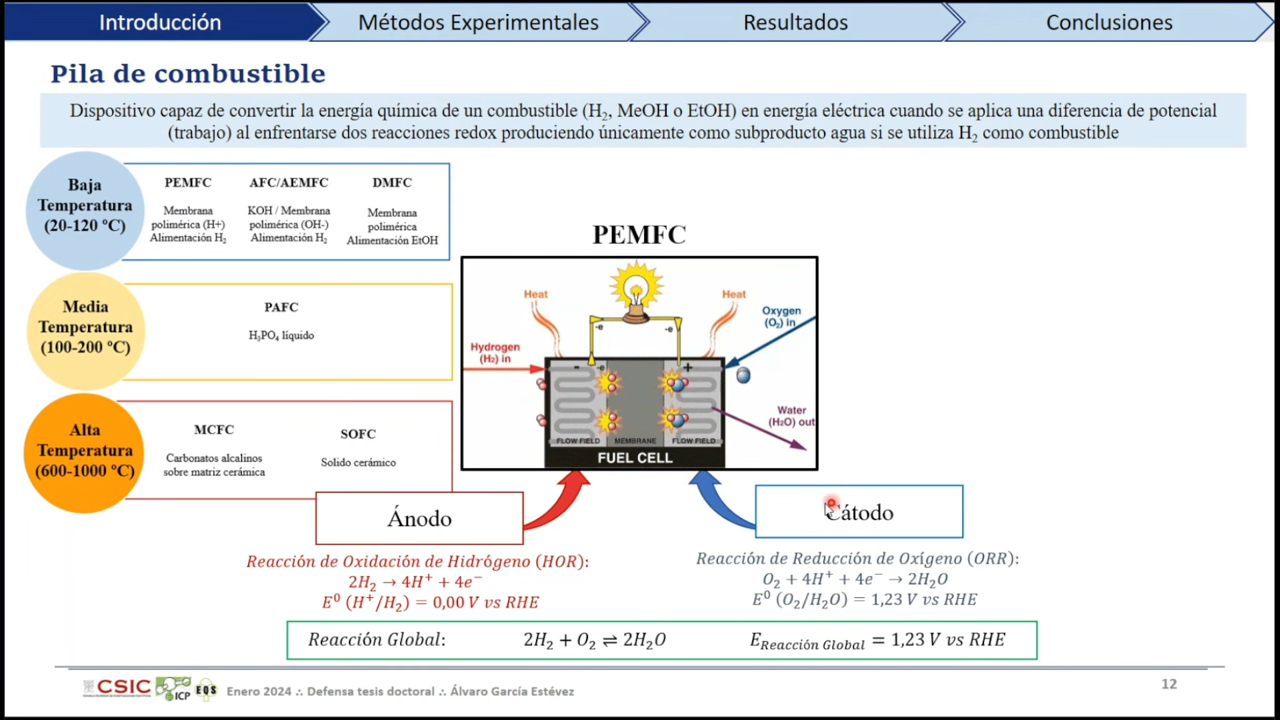 Introducción
Métodos Experimentales
Resultados
Conclusiones
Pila de combustible
Dispositivo capaz de convertir la energía química de un combustible (H₂, MeOH o EtOH) en energía eléctrica cuando se aplica una diferencia de potencial
(trabajo) al enfrentarse dos reacciones redox produciendo únicamente como subproducto agua si se utiliza H₂ como combustible
Baja
Temperatura
(20-120 ºC)
PEMFC
Membrana
polimérica (H+)
Alimentación H₂
AFC/AEMFC
KOH / Membrana
polimérica (OH-)
Alimentación H₂
DMFC
Membrana
polimérica
Alimentación EtOH
Media
Temperatura
(100-200 ºC)
PAFC
H₃PO₄ líquido
Alta
Temperatura
(600-1000 ºC)
MCFC
Carbonatos alcalinos
sobre matriz cerámica
SOFC
Solido cerámico
PEMFC
Heat
Heat
Oxygen
(O₂) in
-e
-e
Hydrogen
(H₂) in
-
-e
+
Water
(H₂O) out
FLOW FIELD
MEMBRANE
FLOW FIELD
FUEL CELL
Ánodo
Reacción de Oxidación de Hidrógeno (HOR):
2H₂ → 4H⁺ + 4e⁻
E⁰ (H⁺/H₂) = 0,00 V vs RHE
Cátodo
Reacción de Reducción de Oxígeno (ORR):
O₂ + 4H⁺ + 4e⁻ → 2H₂O
E⁰ (O₂/H₂O) = 1,23 V vs RHE
Reacción Global: 2H₂ + O₂ ⇌ 2H₂O E Reacción Global = 1,23 V vs RHE
CSIC
ICP
EQS
Enero 2024 ∴ Defensa tesis doctoral ∴ Álvaro García Estévez
12